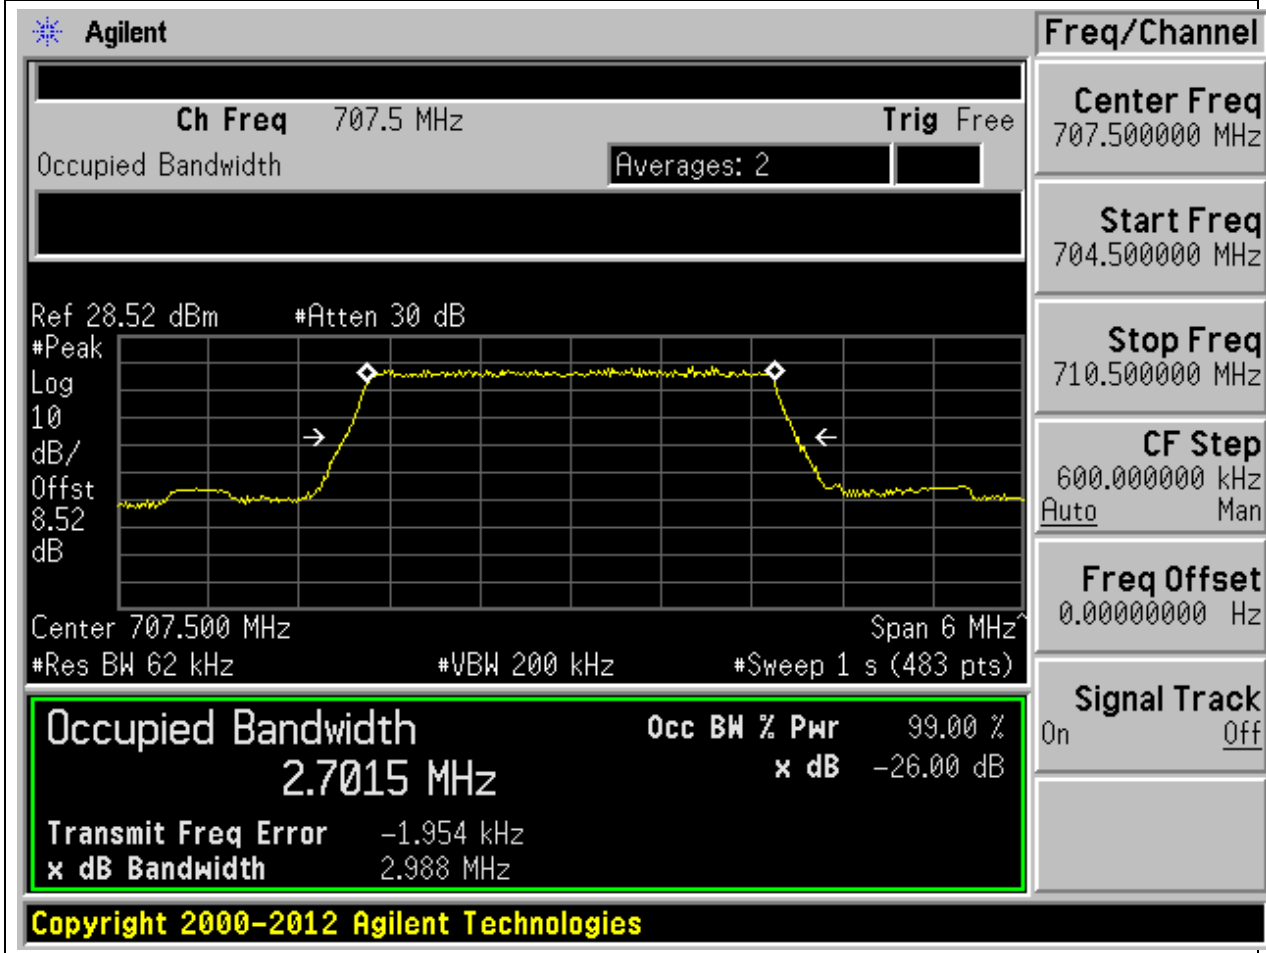 Agilent
Freq/Channel
Ch Freq 707.5 MHz Trig Free
Occupied Bandwidth Averages: 2
Center Freq
707.500000 MHz
Start Freq
704.500000 MHz
Stop Freq
710.500000 MHz
CF Step
600.000000 kHz
Auto Man
Freq Offset
0.00000000 Hz
Signal Track
On Off
Ref 28.52 dBm #Atten 30 dB
#Peak
Log
10
dB/
Offst
8.52
dB
Center 707.500 MHz Span 6 MHz^
#Res BW 62 kHz #VBW 200 kHz #Sweep 1 s (483 pts)
Occupied Bandwidth Occ BW % Pwr 99.00 %
2.7015 MHz x dB -26.00 dB
Transmit Freq Error -1.954 kHz
x dB Bandwidth 2.988 MHz
Copyright 2000-2012 Agilent Technologies